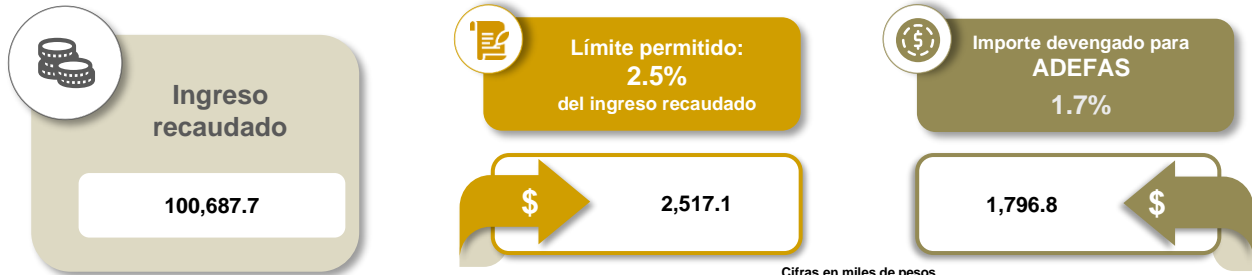 Ingreso
recaudado
100,687.7
Límite permitido:
2.5%
del ingreso recaudado
$
2,517.1
Importe devengado para
ADEFAS
1.7%
1,796.8
$
Cifras en miles de pesos